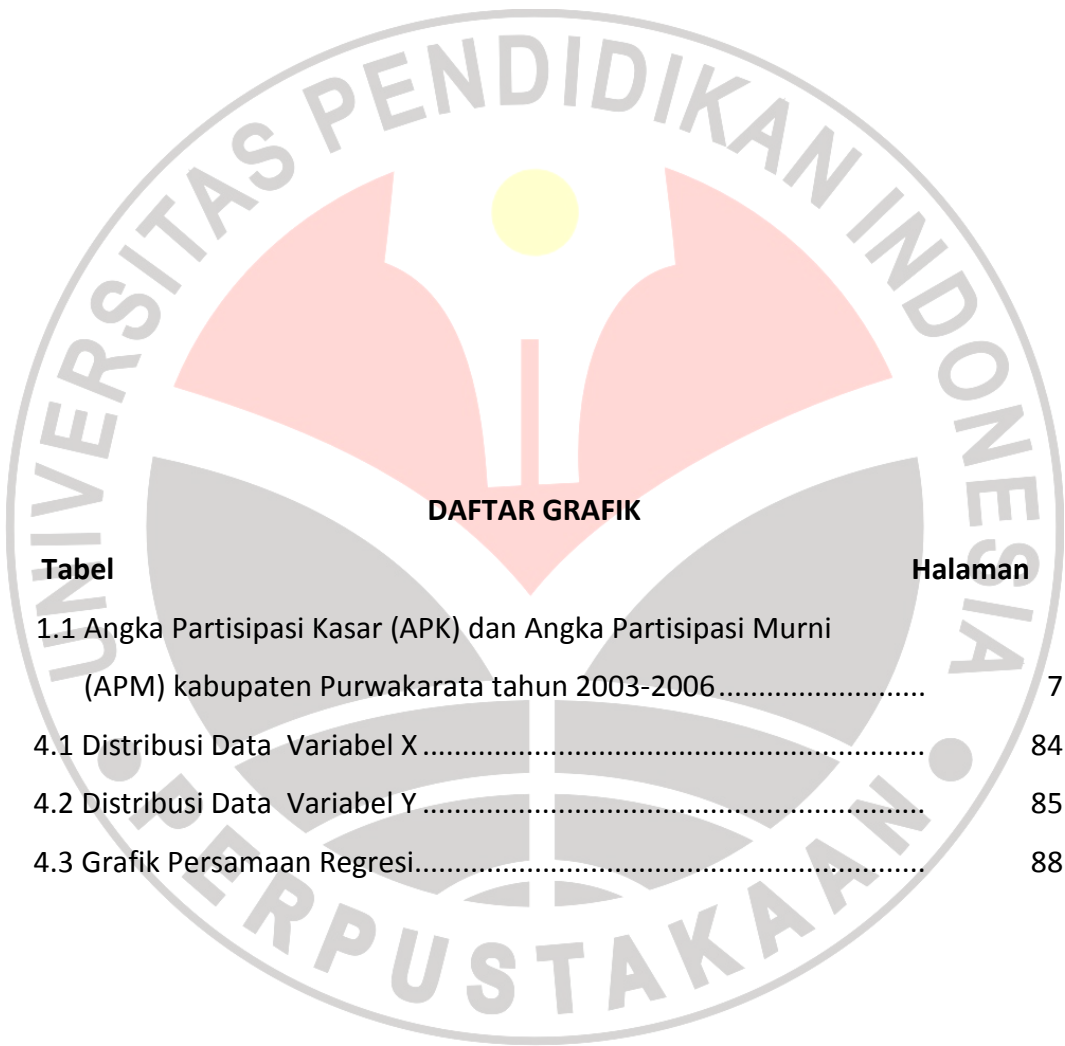 UNIVERSITAS PENDIDIKAN INDONESIA
DAFTAR GRAFIK
Tabel Halaman
1.1 Angka Partisipasi Kasar (APK) dan Angka Partisipasi Murni
(APM) kabupaten Purwakarata tahun 2003-2006.......................... 7
4.1 Distribusi Data Variabel X................................................................ 84
4.2 Distribusi Data Variabel Y................................................................ 85
4.3 Grafik Persamaan Regresi................................................................. 88
PERPUSTAKAAN